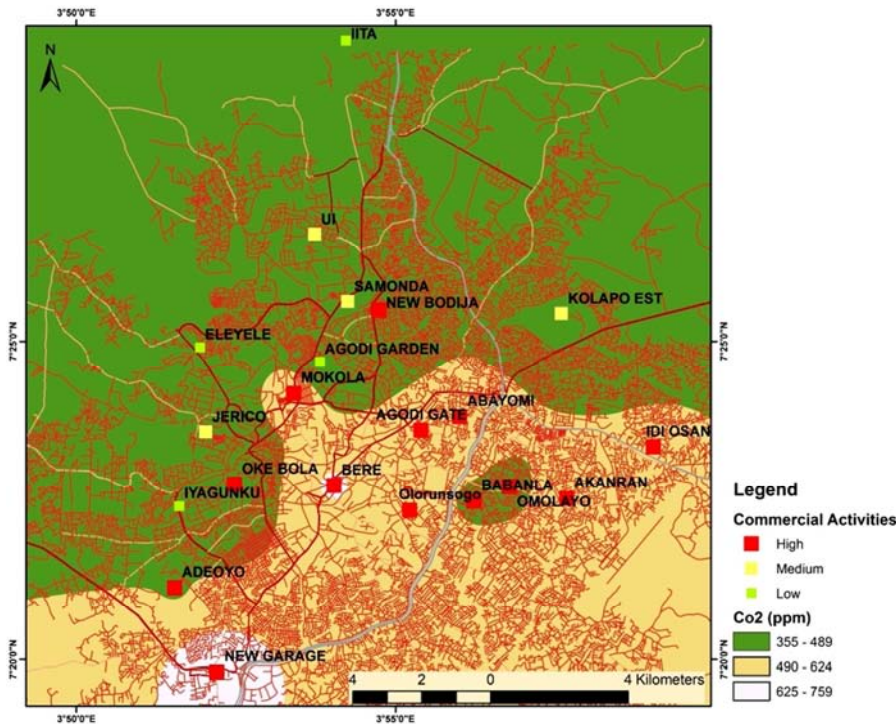 3°50'0"E 3°55'0"E
IITA
N
UI
SAMONDA
NEW BODIJA
KOLAPO EST
7°25'0"N 7°25'0"N
ELEYELE
AGODI GARDEN
MOKOLA
ABAYOMI
JERICO
AGODI GATE
IDI OSAN
OKE BOLA
BERE
BABANLA
AKANRAN
IYAGUNKU
Olorunsogo
OMOLAYO
ADEOYO
NEW GARAGE
7°20'0"N 7°20'0"N
4 2 0 4 Kilometers
3°50'0"E 3°55'0"E
Legend
Commercial Activities
High
Medium
Low
Co2 (ppm)
355 - 489
490 - 624
625 - 759